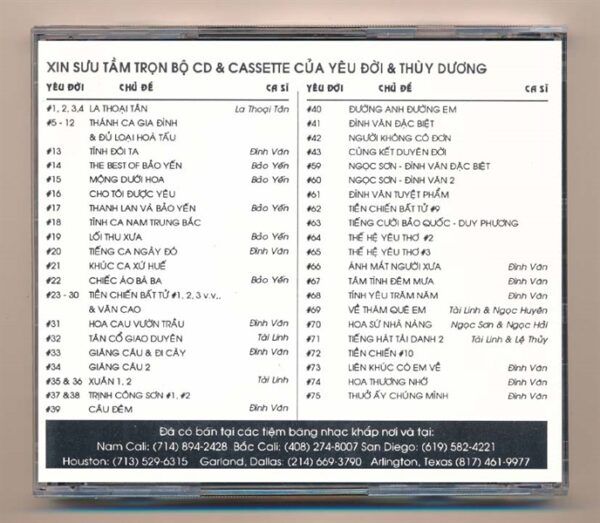 XIN SƯU TẦM TRỌN BỘ CD & CASSETTE CỦA YÊU ĐỜI & THÙY DƯƠNG
YÊU ĐỜI CHỦ ĐỀ CA SĨ
#1, 2, 3,4 LA THOẠI TÂN La Thoại Tân
#5 - 12 THÁNH CA GIA ĐÌNH
& ĐỦ LOẠI HOÀ TẤU
#13 TÌNH ĐÔI TA Đình Văn
#14 THE BEST OF BẢO YẾN Bảo Yến
#15 MỘNG DƯỚI HOA Bảo Yến
#16 CHO TÔI ĐƯỢC YÊU
#17 THANH LAN VÀ BẢO YẾN Bảo Yến
#18 TÌNH CA NAM TRUNG BẮC
#19 LỐI THU XƯA Bảo Yến
#20 TIẾNG CA NGÀY ĐÓ Đình Văn
#21 KHÚC CA XỨ HUẾ
#22 CHIẾC ÁO BÀ BA Bảo Yến
#23 - 30 TIỀN CHIẾN BẤT TỬ #1, 2, 3 v.v..
& VĂN CAO
#31 HOA CAU VƯỜN TRẦU Đình Văn
#32 TÂN CỔ GIAO DUYÊN Tài Linh
#33 GIĂNG CÂU & ĐI CÀY Đình Văn
#34 GIĂNG CÂU 2
#35 & 36 XUÂN 1, 2 Tài Linh
#37 &38 TRỊNH CÔNG SƠN #1, #2
#39 CÂU ĐÊM Đình Văn
YÊU ĐỜI CHỦ ĐỀ CA SĨ
#40 ĐƯỜNG ANH ĐƯỜNG EM
#41 ĐÌNH VĂN ĐẶC BIỆT
#42 NGƯỜI KHÔNG CÔ ĐƠN
#43 CŨNG KẾT DUYÊN ĐÔI
#59 NGỌC SƠN - ĐÌNH VĂN ĐẶC BIỆT
#60 NGỌC SƠN - ĐÌNH VĂN 2
#61 ĐÌNH VĂN TUYỆT PHẨM
#62 TIỀN CHIẾN BẤT TỬ #9
#63 TIẾNG CƯỜI BẢO QUỐC - DUY PHƯƠNG
#64 THẾ HỆ YÊU THƠ #2
#65 THẾ HỆ YÊU THƠ #3
#66 ÁNH MẮT NGƯỜI XƯA Đình Văn
#67 TÂM TÌNH ĐÊM MƯA Đình Văn
#68 TÌNH YÊU TRĂM NĂM Đình Văn
#69 VỀ THĂM QUÊ EM Tài Linh & Ngọc Huyền
#70 HOA SỨ NHÀ NÀNG Ngọc Sơn & Ngọc Hải
#71 TIẾNG HÁT TÀI DANH 2 Tài Linh & Lệ Thủy
#72 TIỀN CHIẾN #10
#73 LIÊN KHÚC CÔ EM VỀ Đình Văn
#74 HOA THƯƠNG NHỚ Đình Văn
#75 THUỞ ẤY CHÚNG MÌNH Đình Văn
Đã có bán tại các tiệm băng nhạc khắp nơi và tại:
Nam Cali: (714) 894-2428 Bắc Cali: (408) 274-8007 San Diego: (619) 582-4221
Houston: (713) 529-6315 Garland, Dallas: (214) 669-3790 Arlington, Texas (817) 461-9977